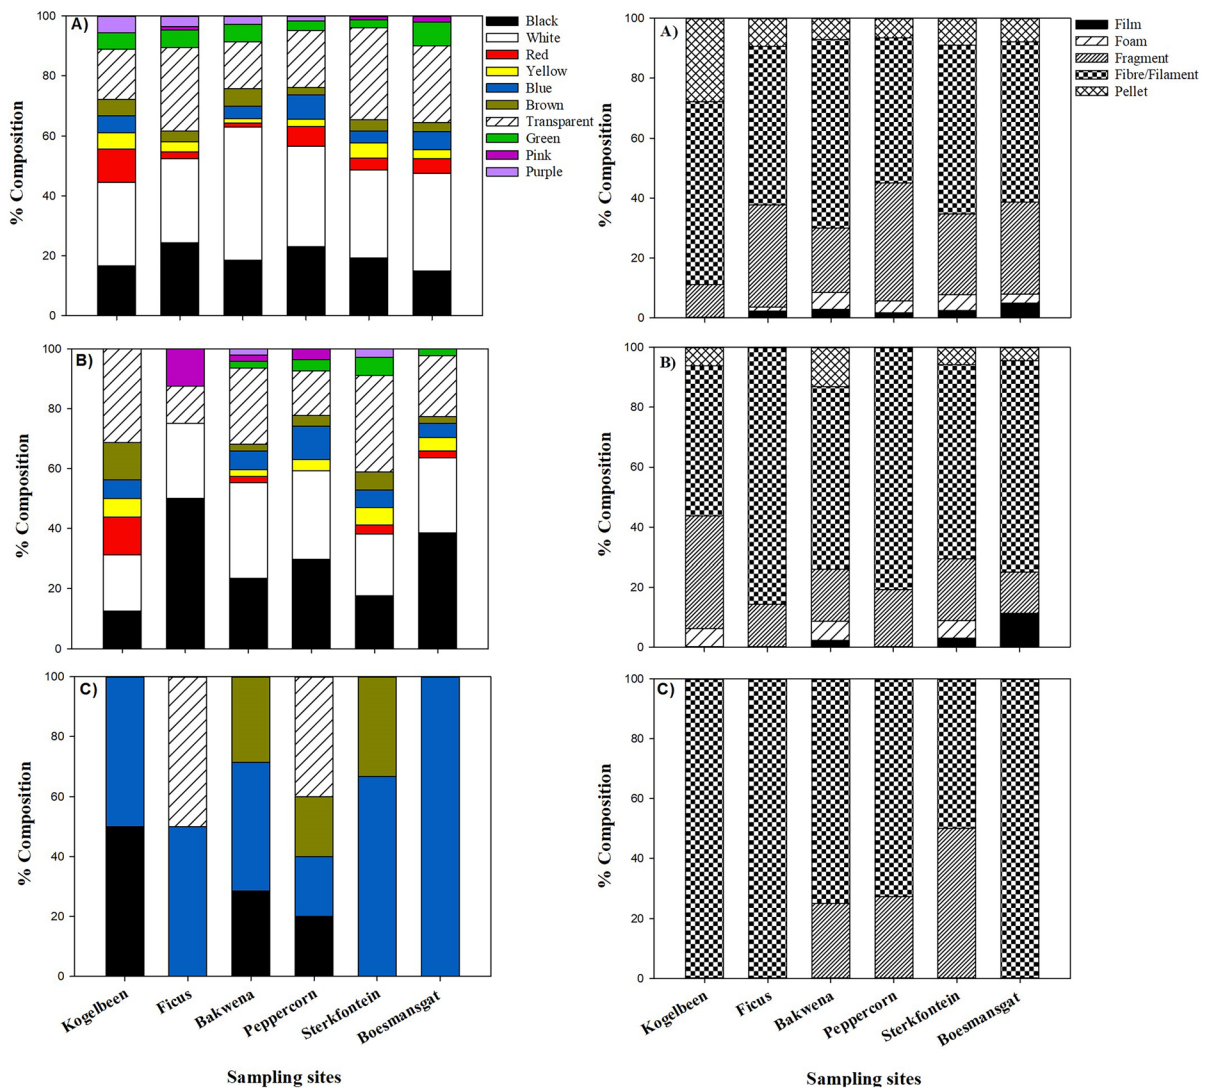 A)
100
80
60
40
20
0
% Composition
Black
White
Red
Yellow
Blue
Brown
Transparent
Green
Pink
Purple
B)
100
80
60
40
20
0
% Composition
C)
100
80
60
40
20
0
% Composition
Kogelbeen
Ficus
Bakwena
Peppercorn
Sterkfontein
Boesmansgat
Sampling sites
A)
100
80
60
40
20
0
% Composition
Film
Foam
Fragment
Fibre/Filament
Pellet
B)
100
80
60
40
20
0
% Composition
C)
100
80
60
40
20
0
% Composition
Kogelbeen
Ficus
Bakwena
Peppercorn
Sterkfontein
Boesmansgat
Sampling sites